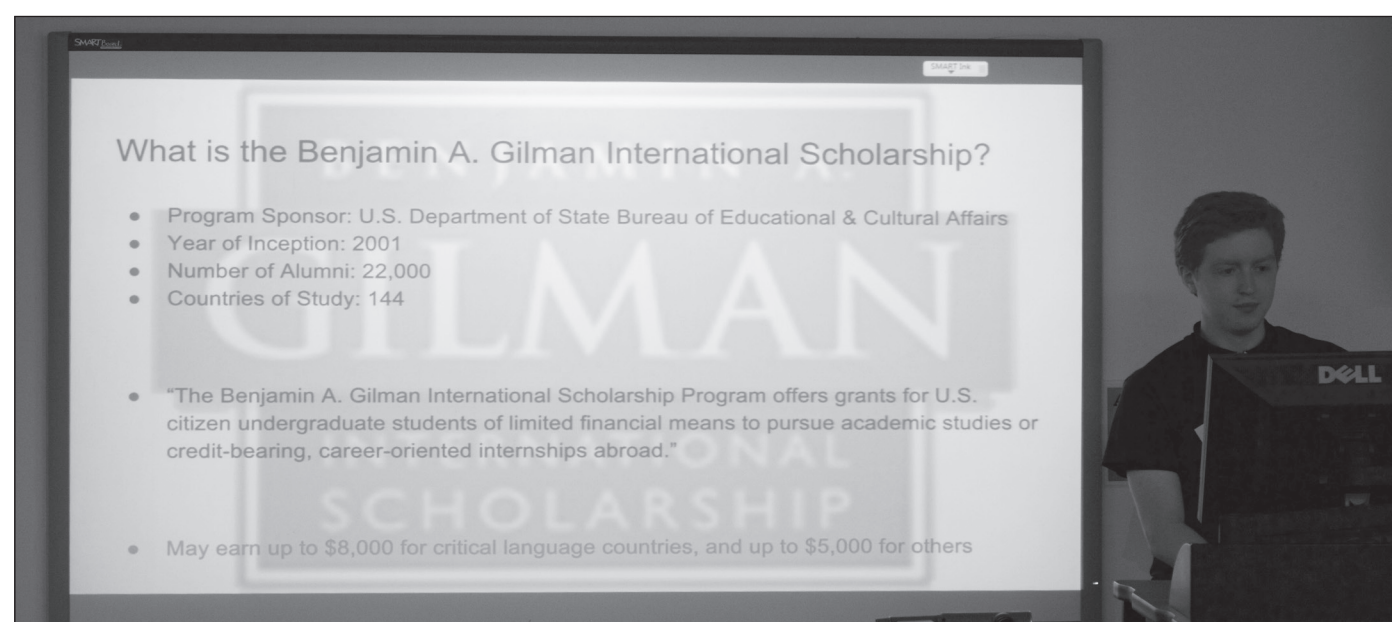 SMART Board
SMART Ink
What is the Benjamin A. Gilman International Scholarship?
● Program Sponsor: U.S. Department of State Bureau of Educational & Cultural Affairs
● Year of Inception: 2001
● Number of Alumni: 22,000
● Countries of Study: 144
● “The Benjamin A. Gilman International Scholarship Program offers grants for U.S.
citizen undergraduate students of limited financial means to pursue academic studies or
credit-bearing, career-oriented internships abroad.”
● May earn up to $8,000 for critical language countries, and up to $5,000 for others
BENJAMIN A.
GILMAN
INTERNATIONAL
SCHOLARSHIP
DELL